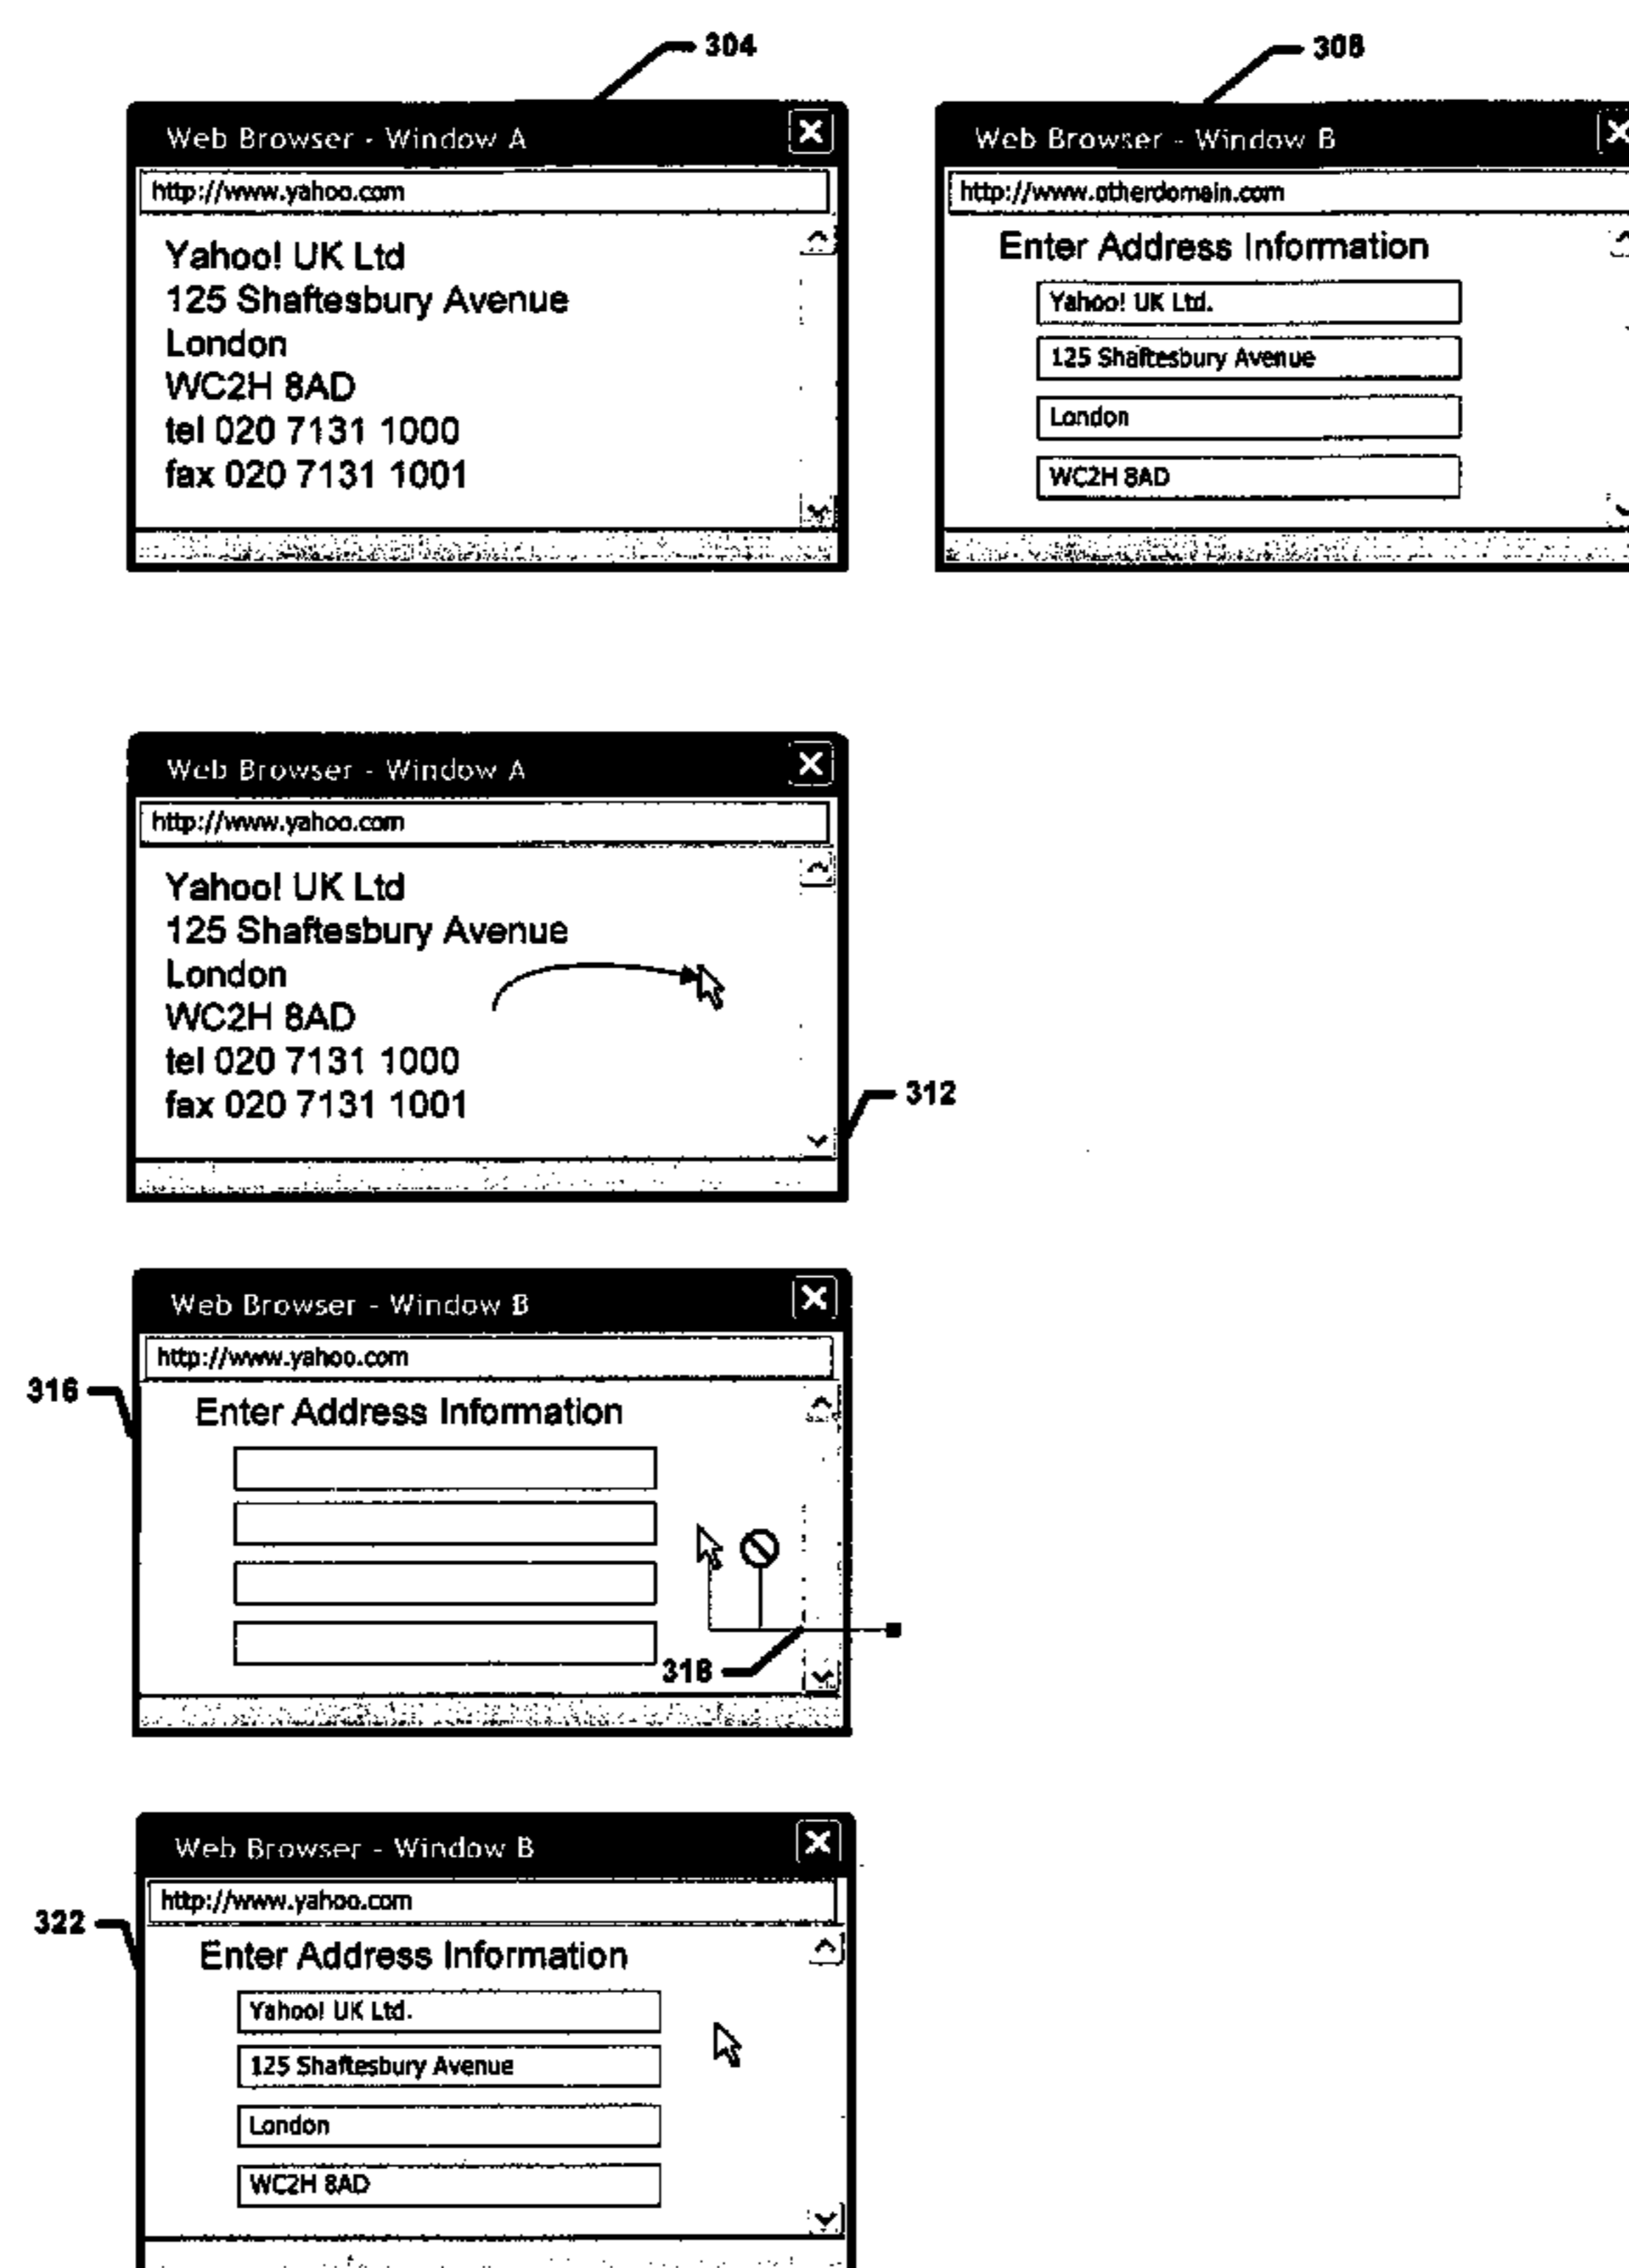 304
308
Web Browser - Window A
http://www.yahoo.com
Yahoo! UK Ltd
125 Shaftesbury Avenue
London
WC2H 8AD
tel 020 7131 1000
fax 020 7131 1001
Web Browser - Window B
http://www.otherdomain.com
Enter Address Information
Yahoo! UK Ltd.
125 Shaftesbury Avenue
London
WC2H 8AD
Web Browser - Window A
http://www.yahoo.com
Yahoo! UK Ltd
125 Shaftesbury Avenue
London
WC2H 8AD
tel 020 7131 1000
fax 020 7131 1001
312
Web Browser - Window B
http://www.yahoo.com
316
Enter Address Information
318
Web Browser - Window B
http://www.yahoo.com
322
Enter Address Information
Yahoo! UK Ltd.
125 Shaftesbury Avenue
London
WC2H 8AD